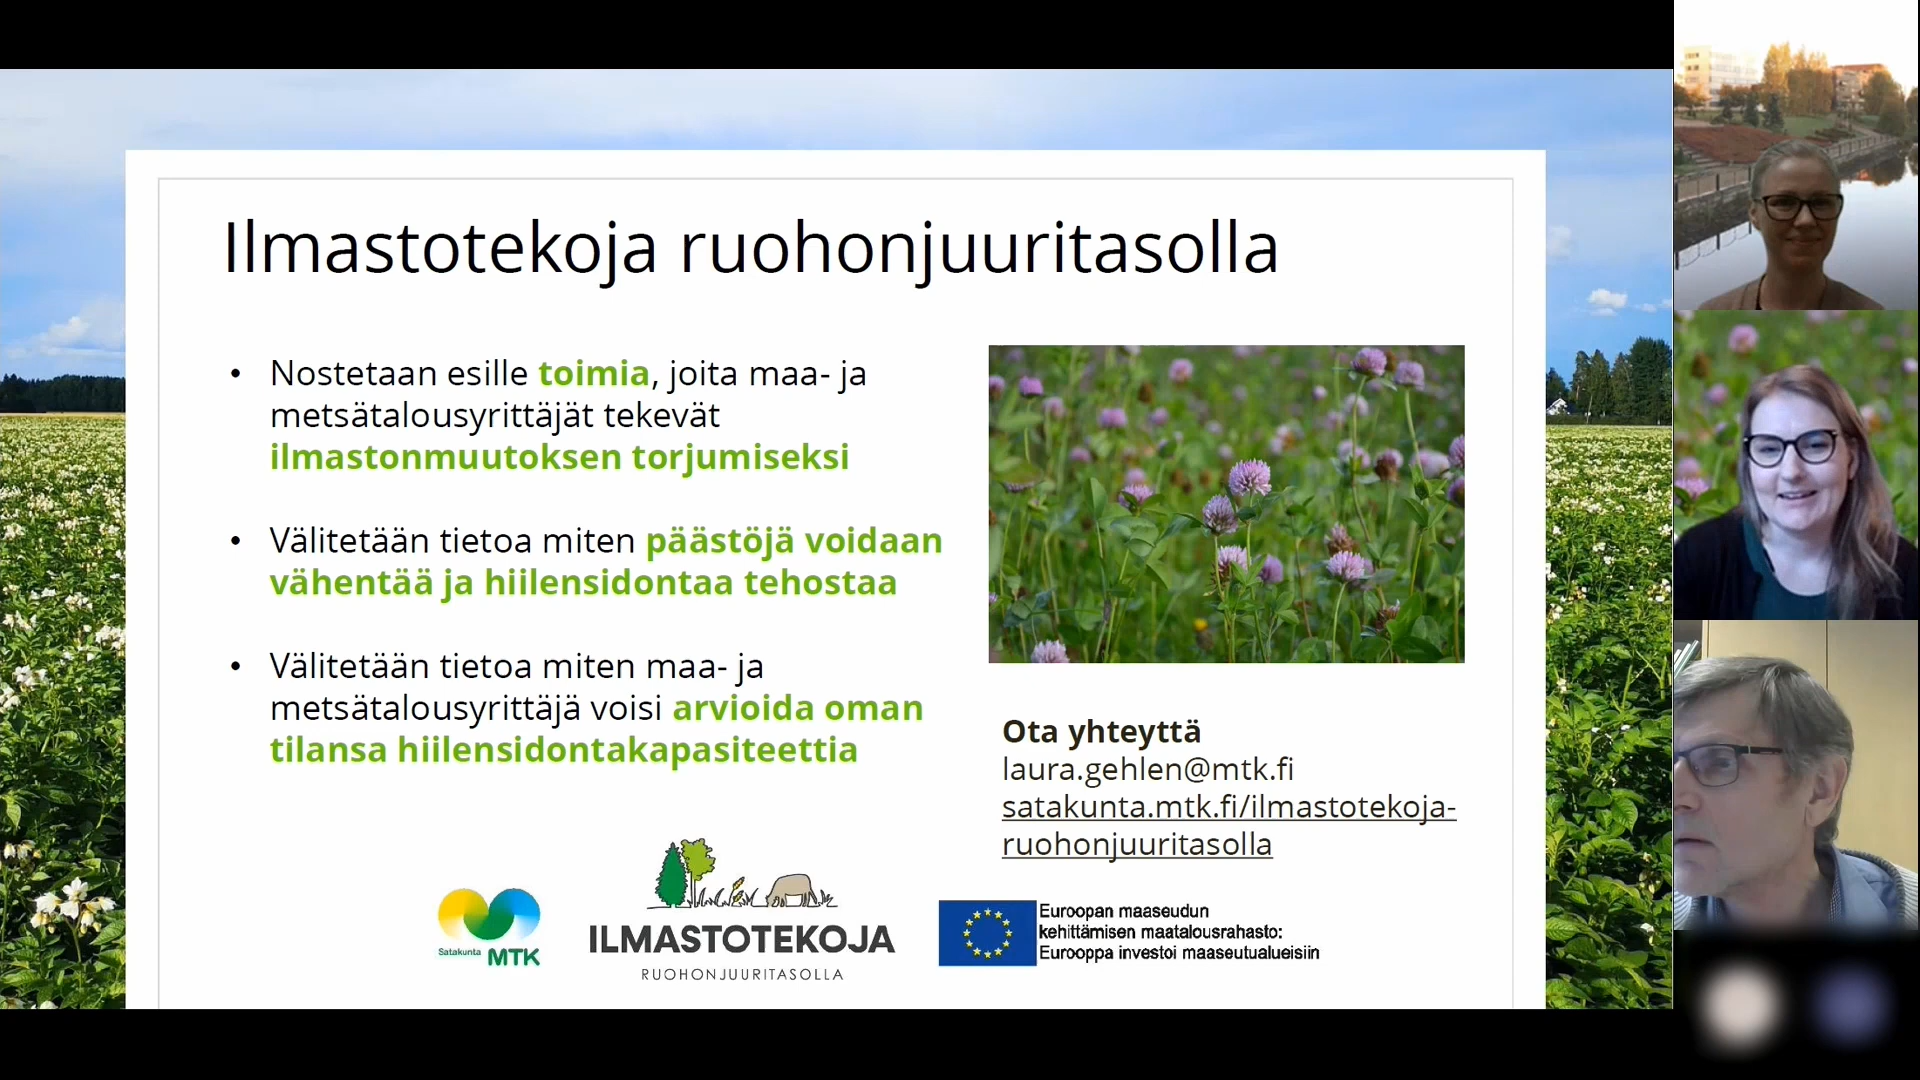 Ilmastotekoja ruohonjuuritasolla
• Nostetaan esille toimia, joita maa- ja
metsätalousyrittäjät tekevät
ilmastonmuutoksen torjumiseksi
• Välitetään tietoa miten päästöjä voidaan
vähentää ja hiilensidontaa tehostaa
• Välitetään tietoa miten maa- ja
metsätalousyrittäjä voisi arvioida oman
tilansa hiilensidontakapasiteettia
Ota yhteyttä
laura.gehlen@mtk.fi
satakunta.mtk.fi/ilmastotekoja-
ruohonjuuritasolla
Satakunta MTK
ILMASTOTEKOJA
RUOHONJUURITASOLLA
Euroopan maaseudun
kehittämisen maatalousrahasto:
Eurooppa investoi maaseutualueisiin